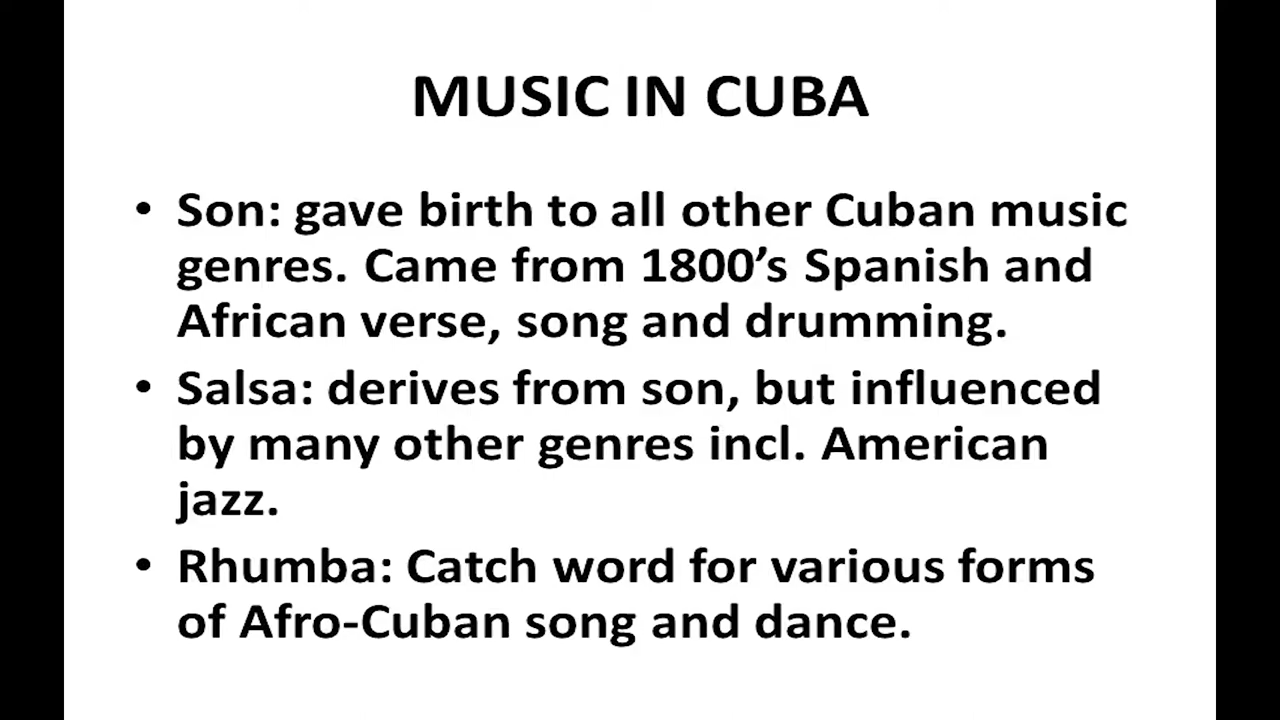 MUSIC IN CUBA
• Son: gave birth to all other Cuban music
genres. Came from 1800’s Spanish and
African verse, song and drumming.
• Salsa: derives from son, but influenced
by many other genres incl. American
jazz.
• Rhumba: Catch word for various forms
of Afro-Cuban song and dance.